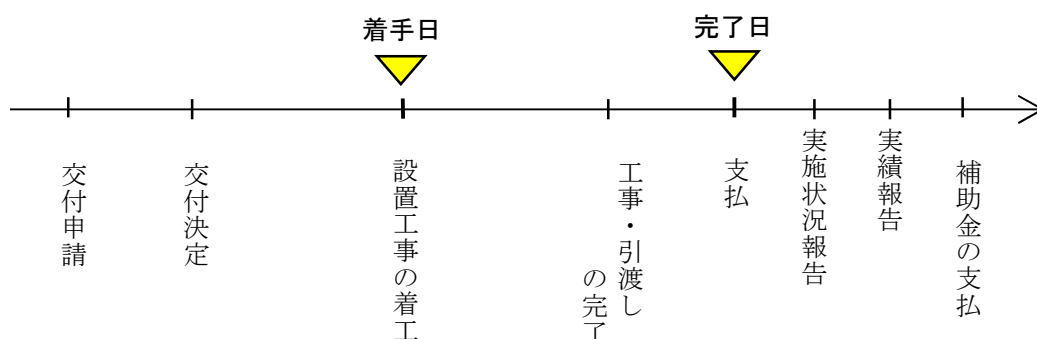 着手日
完了日
交付申請
交付決定
設置工事の着工
工事・引渡し
の完了
支払
実施状況報告
実績報告
補助金の支払